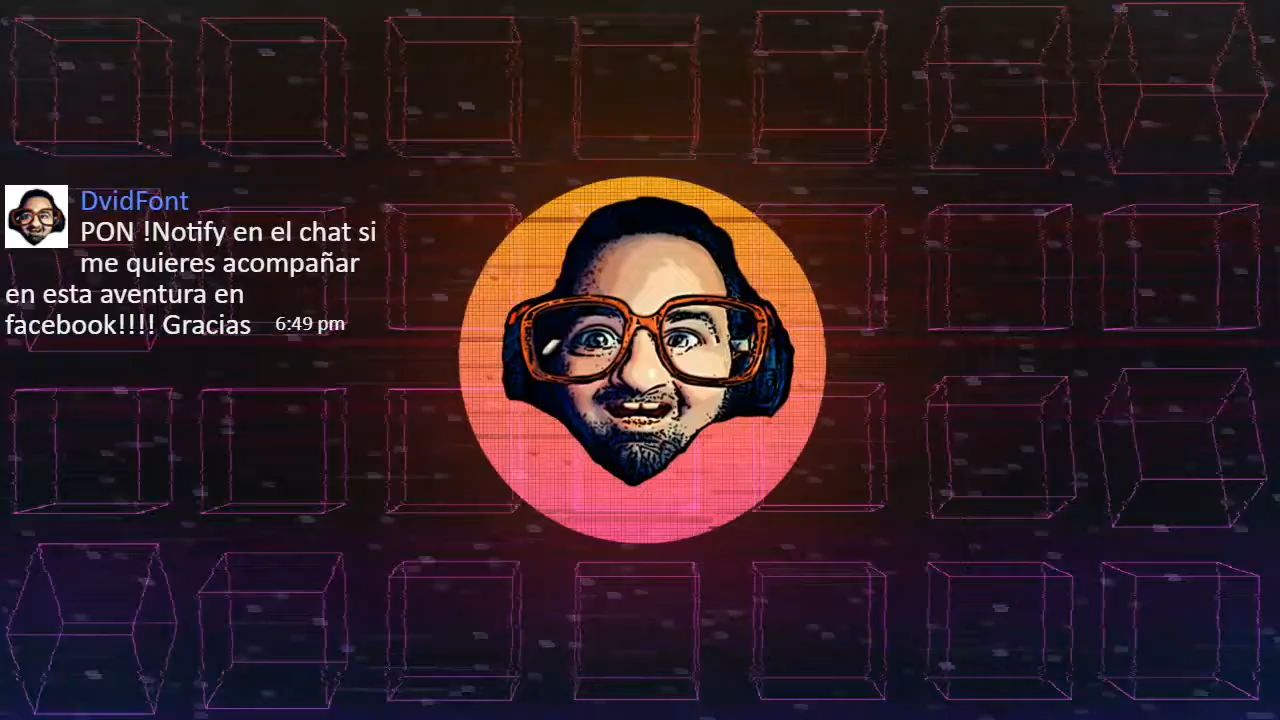 DvidFont
PON !Notify en el chat si
me quieres acompañar
en esta aventura en
facebook!!!! Gracias 6:49 pm